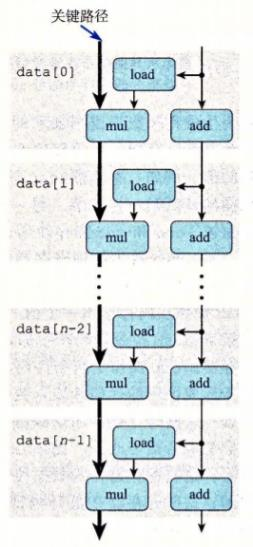 关键路径
data[0]
load
mul
add
data[1]
load
mul
add
data[n-2]
load
mul
add
data[n-1]
load
mul
add